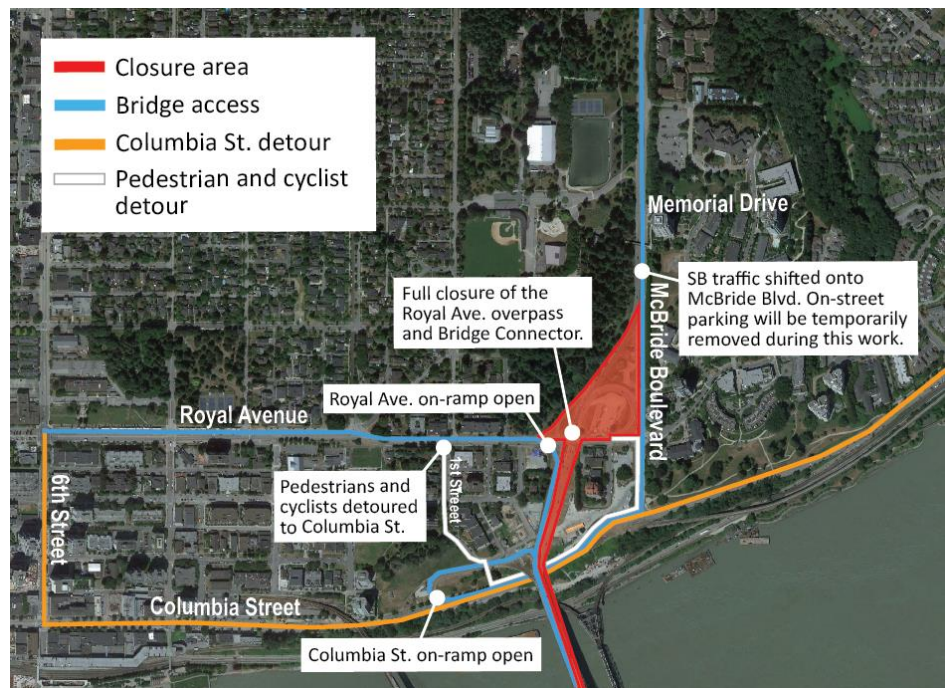 Closure area
Bridge access
Columbia St. detour
Pedestrian and cyclist
detour
Memorial Drive
SB traffic shifted onto
McBride Blvd. On-street
parking will be temporarily
removed during this work.
Full closure of the
Royal Ave. overpass
and Bridge Connector.
McBride Boulevard
Royal Ave. on-ramp open
Royal Avenue
1st Streeet
Pedestrians and
cyclists detoured
to Columbia St.
6th Street
Columbia Street
Columbia St. on-ramp open